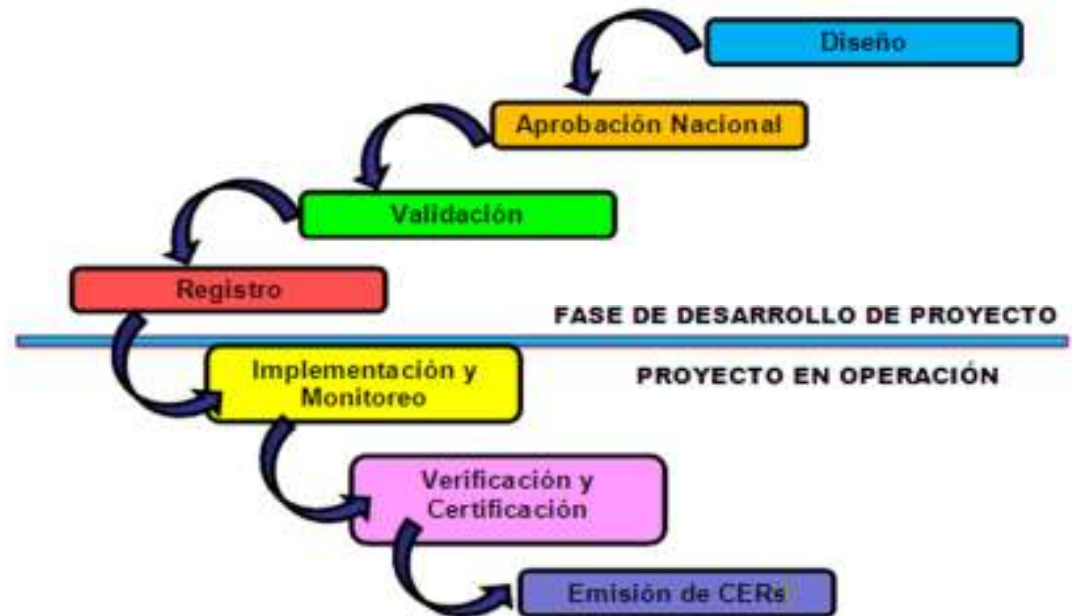 Diseño
Aprobación Nacional
Validación
Registro
FASE DE DESARROLLO DE PROYECTO
PROYECTO EN OPERACIÓN
Implementación y
Monitoreo
Verificación y
Certificación
Emisión de CERs